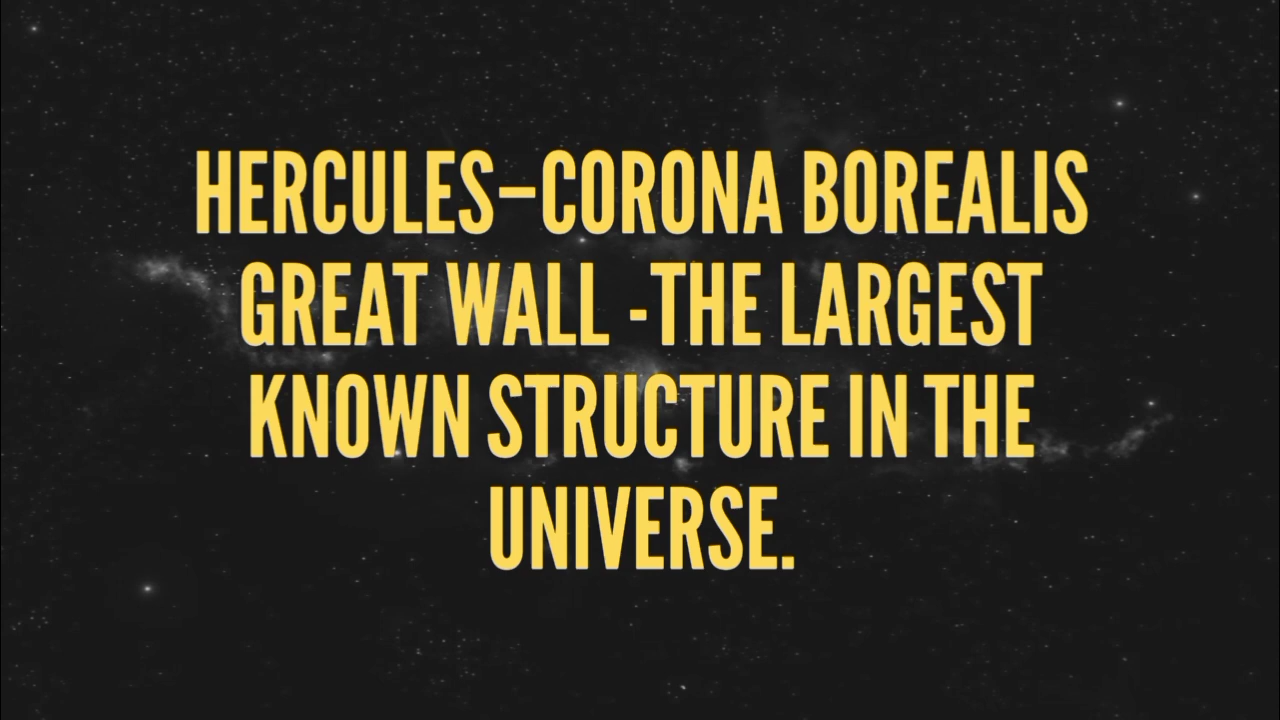 HERCULES–CORONA BOREALIS
GREAT WALL -THE LARGEST
KNOWN STRUCTURE IN THE
UNIVERSE.